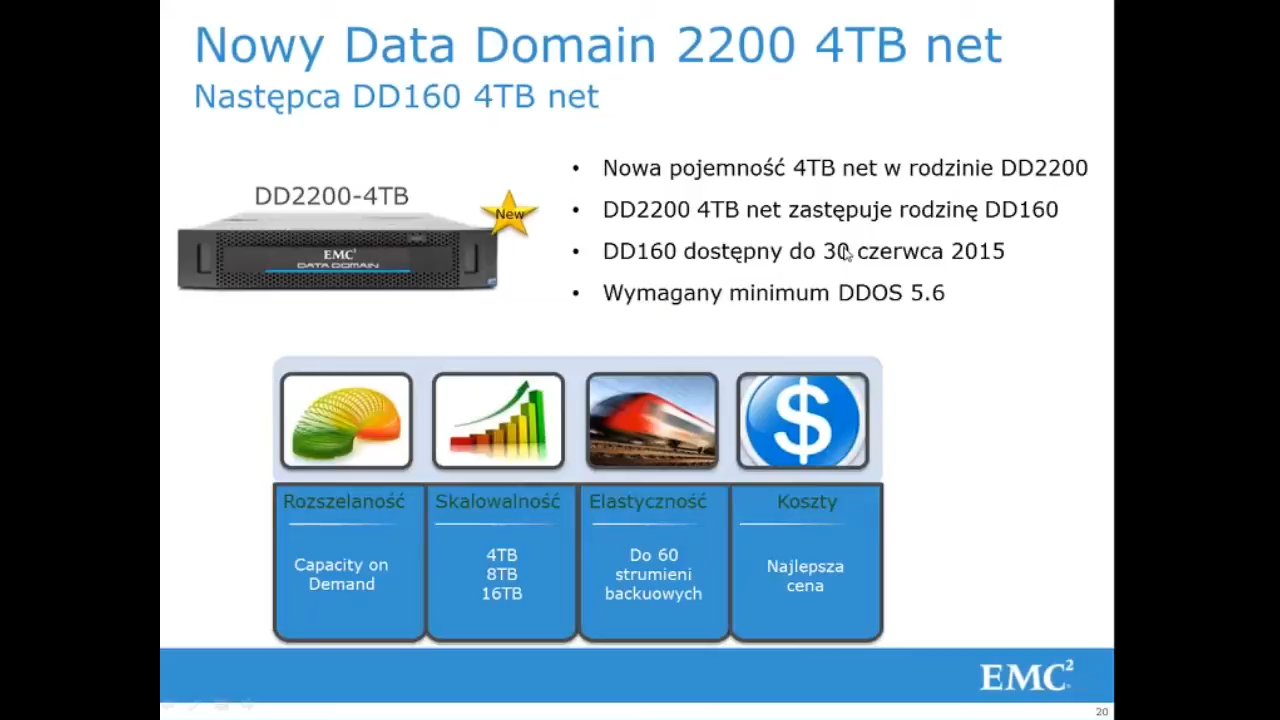 Nowy Data Domain 2200 4TB net
Następca DD160 4TB net
DD2200-4TB
New
EMC²
DATA DOMAIN
• Nowa pojemność 4TB net w rodzinie DD2200
• DD2200 4TB net zastępuje rodzinę DD160
• DD160 dostępny do 30 czerwca 2015
• Wymagany minimum DDOS 5.6
$
Rozszelaność
Capacity on
Demand
Skalowalność
4TB
8TB
16TB
Elastyczność
Do 60
strumieni
backuowych
Koszty
Najlepsza
cena
EMC²
20